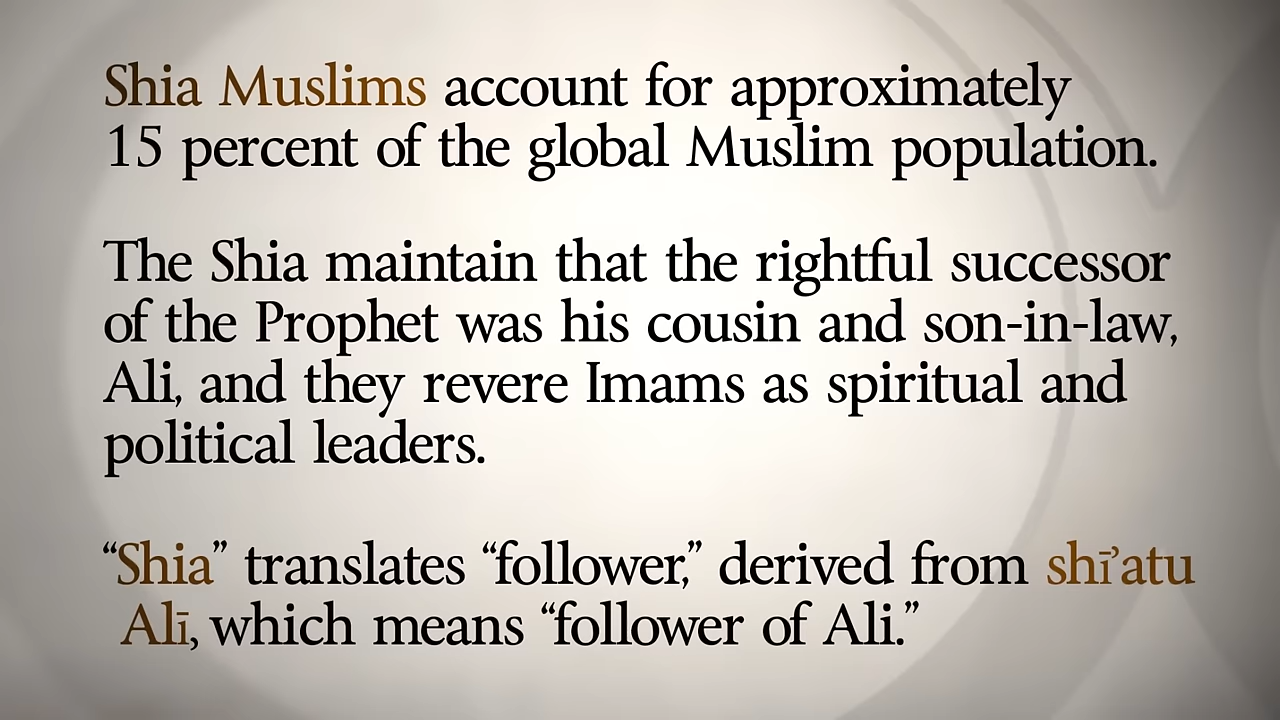 Shia Muslims account for approximately
15 percent of the global Muslim population.
The Shia maintain that the rightful successor
of the Prophet was his cousin and son-in-law,
Ali, and they revere Imams as spiritual and
political leaders.
“Shia” translates “follower,” derived from shī’atu
Alī, which means “follower of Ali.”